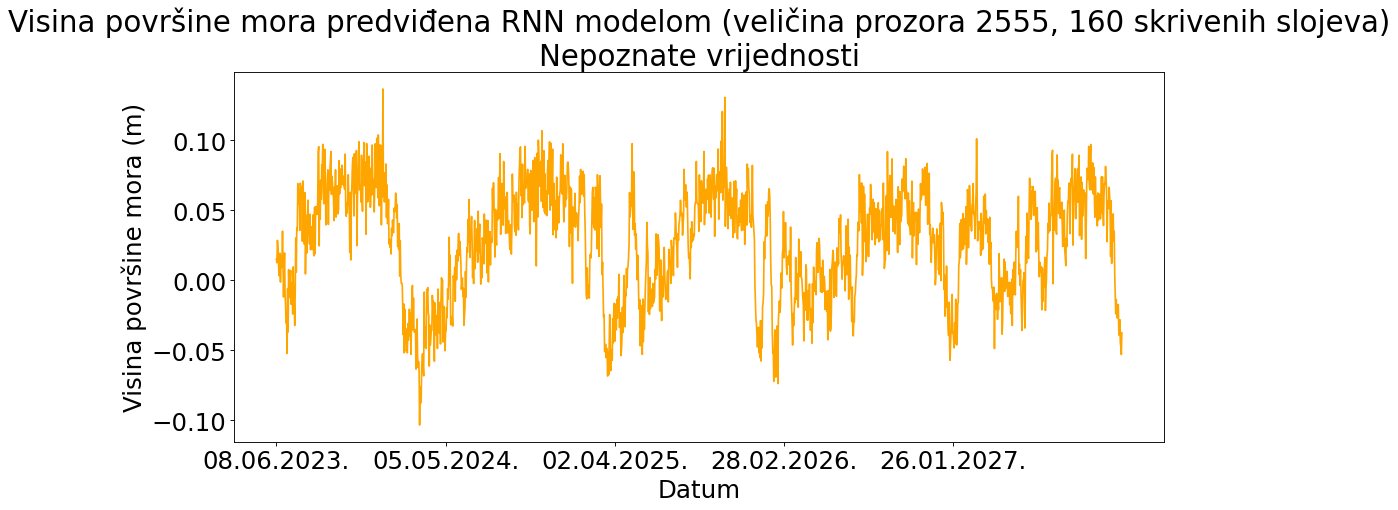 Visina površine mora predviđena RNN modelom (veličina prozora 2555, 160 skrivenih slojeva)
Nepoznate vrijednosti
Visina površine mora (m)
0.10
0.05
0.00
−0.05
−0.10
08.06.2023. 05.05.2024. 02.04.2025. 28.02.2026. 26.01.2027.
Datum